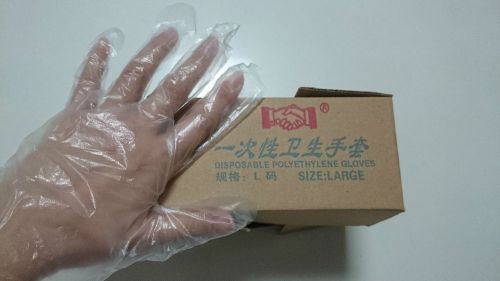 ®
一次性卫生手套
DISPOSABLE POLYETHYLENE GLOVES
规格：L 码 SIZE:LARGE